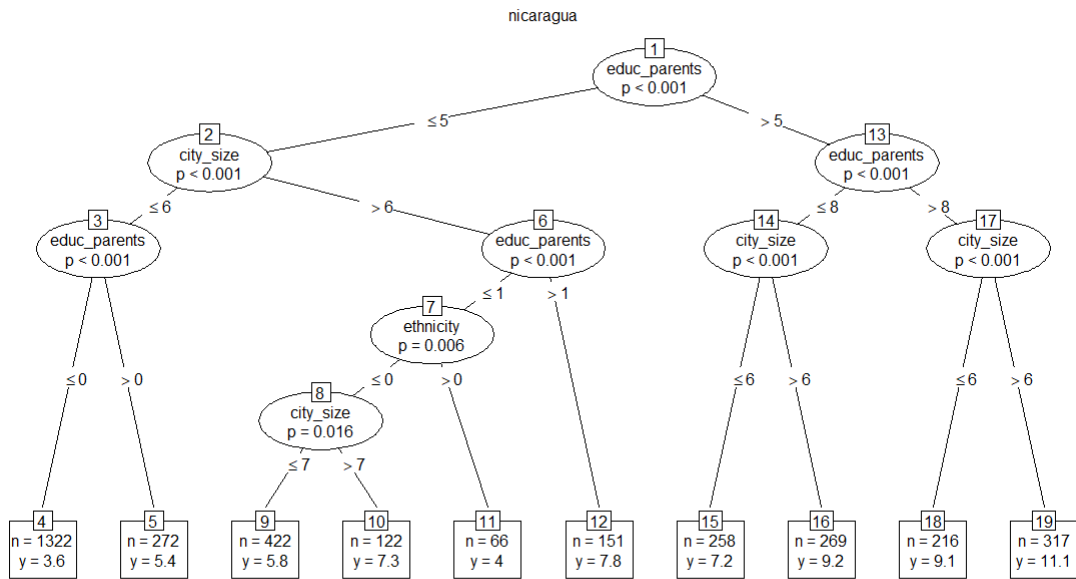 nicaragua
1
educ_parents
p < 0.001
≤ 5
> 5
2
city_size
p < 0.001
13
educ_parents
p < 0.001
≤ 6
> 6
≤ 8
> 8
3
educ_parents
p < 0.001
6
educ_parents
p < 0.001
14
city_size
p < 0.001
17
city_size
p < 0.001
≤ 1
> 1
7
ethnicity
p = 0.006
≤ 0
> 0
≤ 0
> 0
≤ 6
> 6
≤ 6
> 6
8
city_size
p = 0.016
≤ 7
> 7
4
n = 1322
y = 3.6
5
n = 272
y = 5.4
9
n = 422
y = 5.8
10
n = 122
y = 7.3
11
n = 66
y = 4
12
n = 151
y = 7.8
15
n = 258
y = 7.2
16
n = 269
y = 9.2
18
n = 216
y = 9.1
19
n = 317
y = 11.1